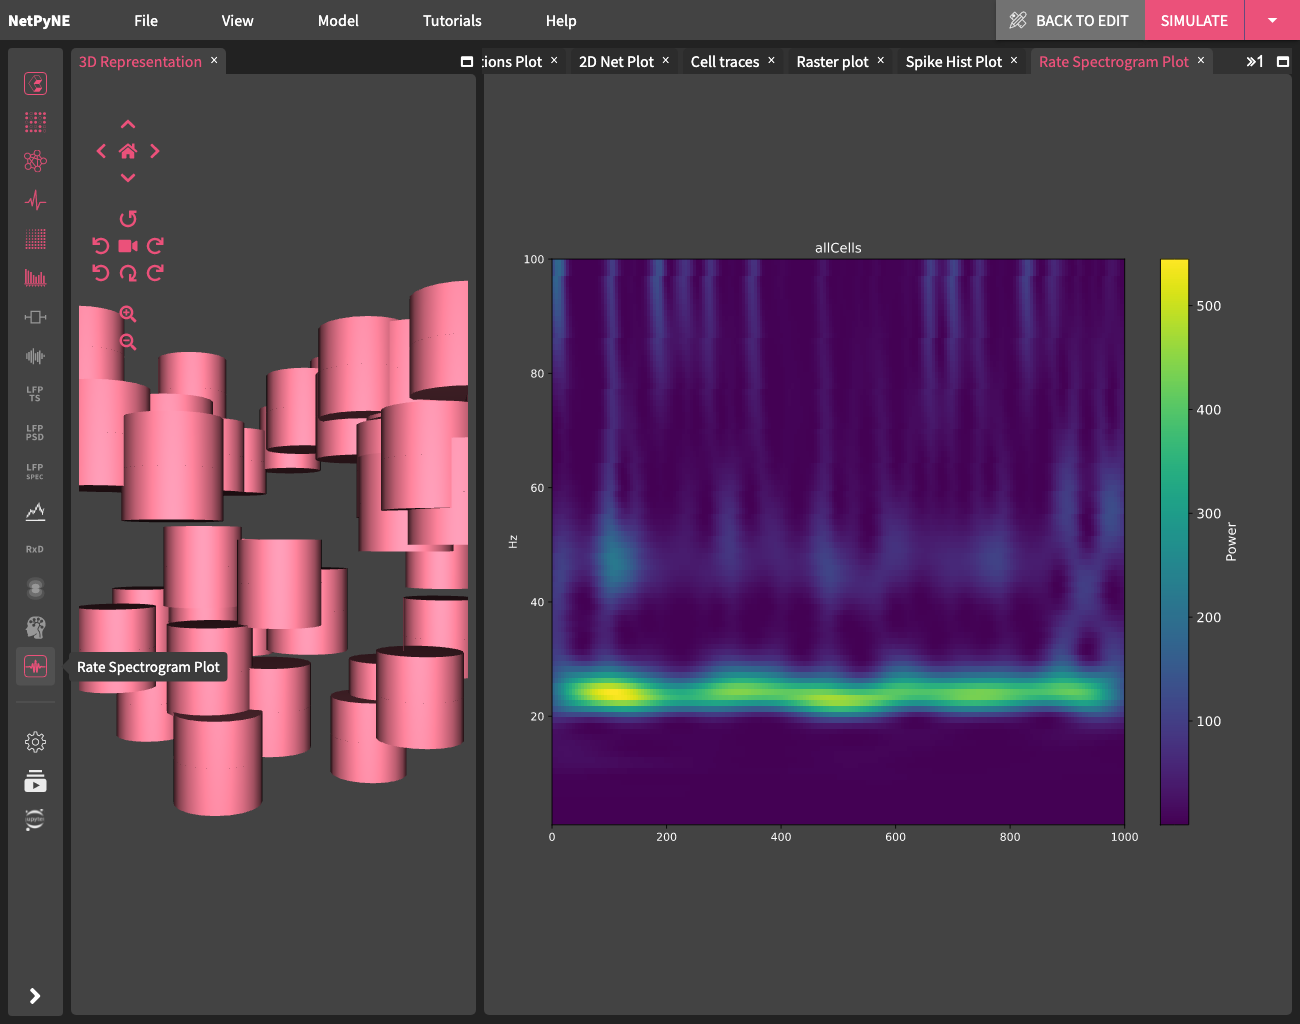 NetPyNE File View Model Tutorials Help BACK TO EDIT SIMULATE
3D Representation × tions Plot × 2D Net Plot × Cell traces × Raster plot × Spike Hist Plot × Rate Spectrogram Plot × »1
LFP
TS
LFP
PSD
LFP
SPEC
RxD
Rate Spectrogram Plot
jupyter
allCells
100
80
60
40
20
Hz
0 200 400 600 800 1000
500
400
300
200
100
Power